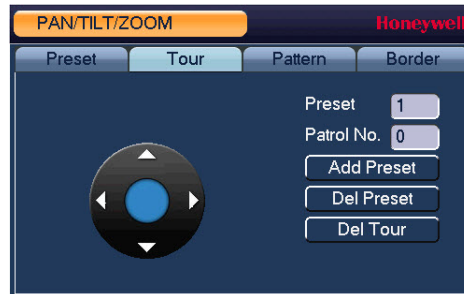 PAN/TILT/ZOOM Honeywell
Preset Tour Pattern Border
Preset 1
Patrol No. 0
Add Preset
Del Preset
Del Tour